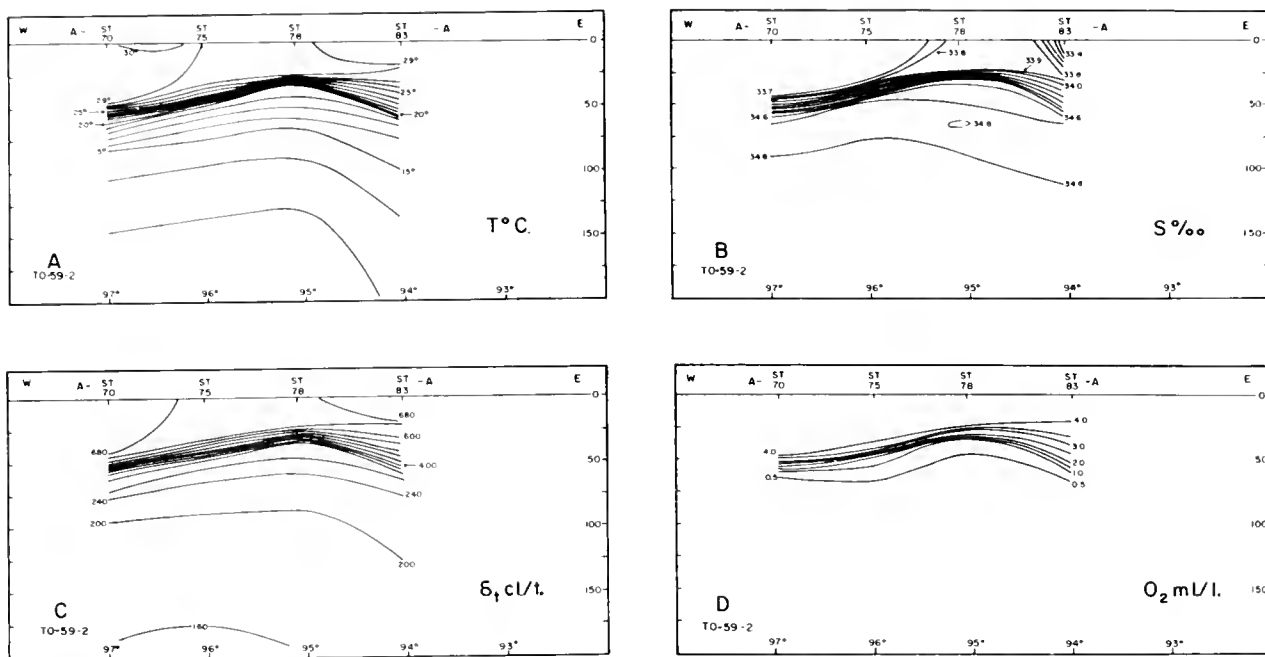 W A- ST 70 ST 75 ST 78 ST 83 -A E
30°
29° 29°
25° 25°
20° 20°
5° 15°
T°C.
A
TO-59-2
97° 96° 95° 94° 93°
W A- ST 70 ST 75 ST 78 ST 83 -A E
0
33.8 33.4
33.9
33.8
33.7 34.0
50
34.6 34.6
34.8
34.8 100
34.8
150
S‰
B
TO-59-2
97° 96° 95° 94° 93°
W A- ST 70 ST 75 ST 78 ST 83 -A E
0
680
600
680
50
400
240 240
200 100
200
150
δt cl/t.
C
TO-59-2
160
97° 96° 95° 94° 93°
W A- ST 70 ST 75 ST 78 ST 83 -A E
0
4.0
3.0
4.0
2.0 50
1.0
0.5 0.5
100
150
O2 ml/l.
D
TO-59-2
97° 96° 95° 94° 93°